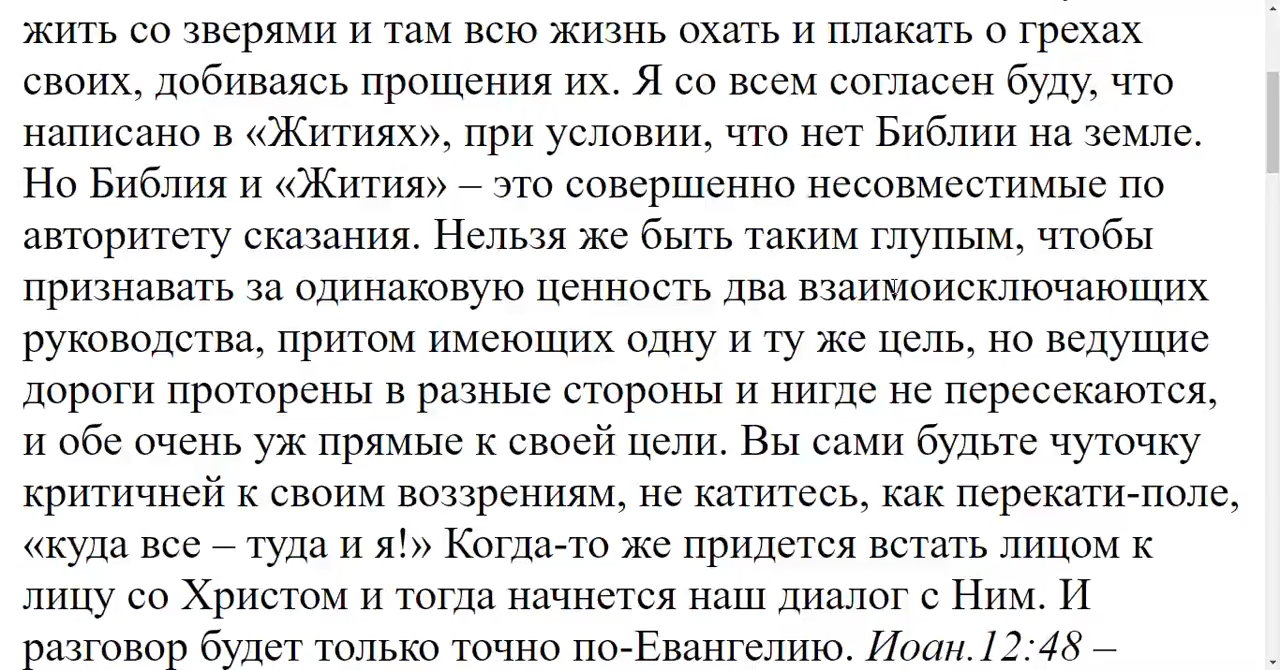 жить со зверями и там всю жизнь охать и плакать о грехах
своих, добиваясь прощения их. Я со всем согласен буду, что
написано в «Житиях», при условии, что нет Библии на земле.
Но Библия и «Жития» – это совершенно несовместимые по
авторитету сказания. Нельзя же быть таким глупым, чтобы
признавать за одинаковую ценность два взаимоисключающих
руководства, притом имеющих одну и ту же цель, но ведущие
дороги проторены в разные стороны и нигде не пересекаются,
и обе очень уж прямые к своей цели. Вы сами будьте чуточку
критичней к своим воззрениям, не катитесь, как перекати-поле,
«куда все – туда и я!» Когда-то же придется встать лицом к
лицу со Христом и тогда начнется наш диалог с Ним. И
разговор будет только точно по-Евангелию. Иоан.12:48 –